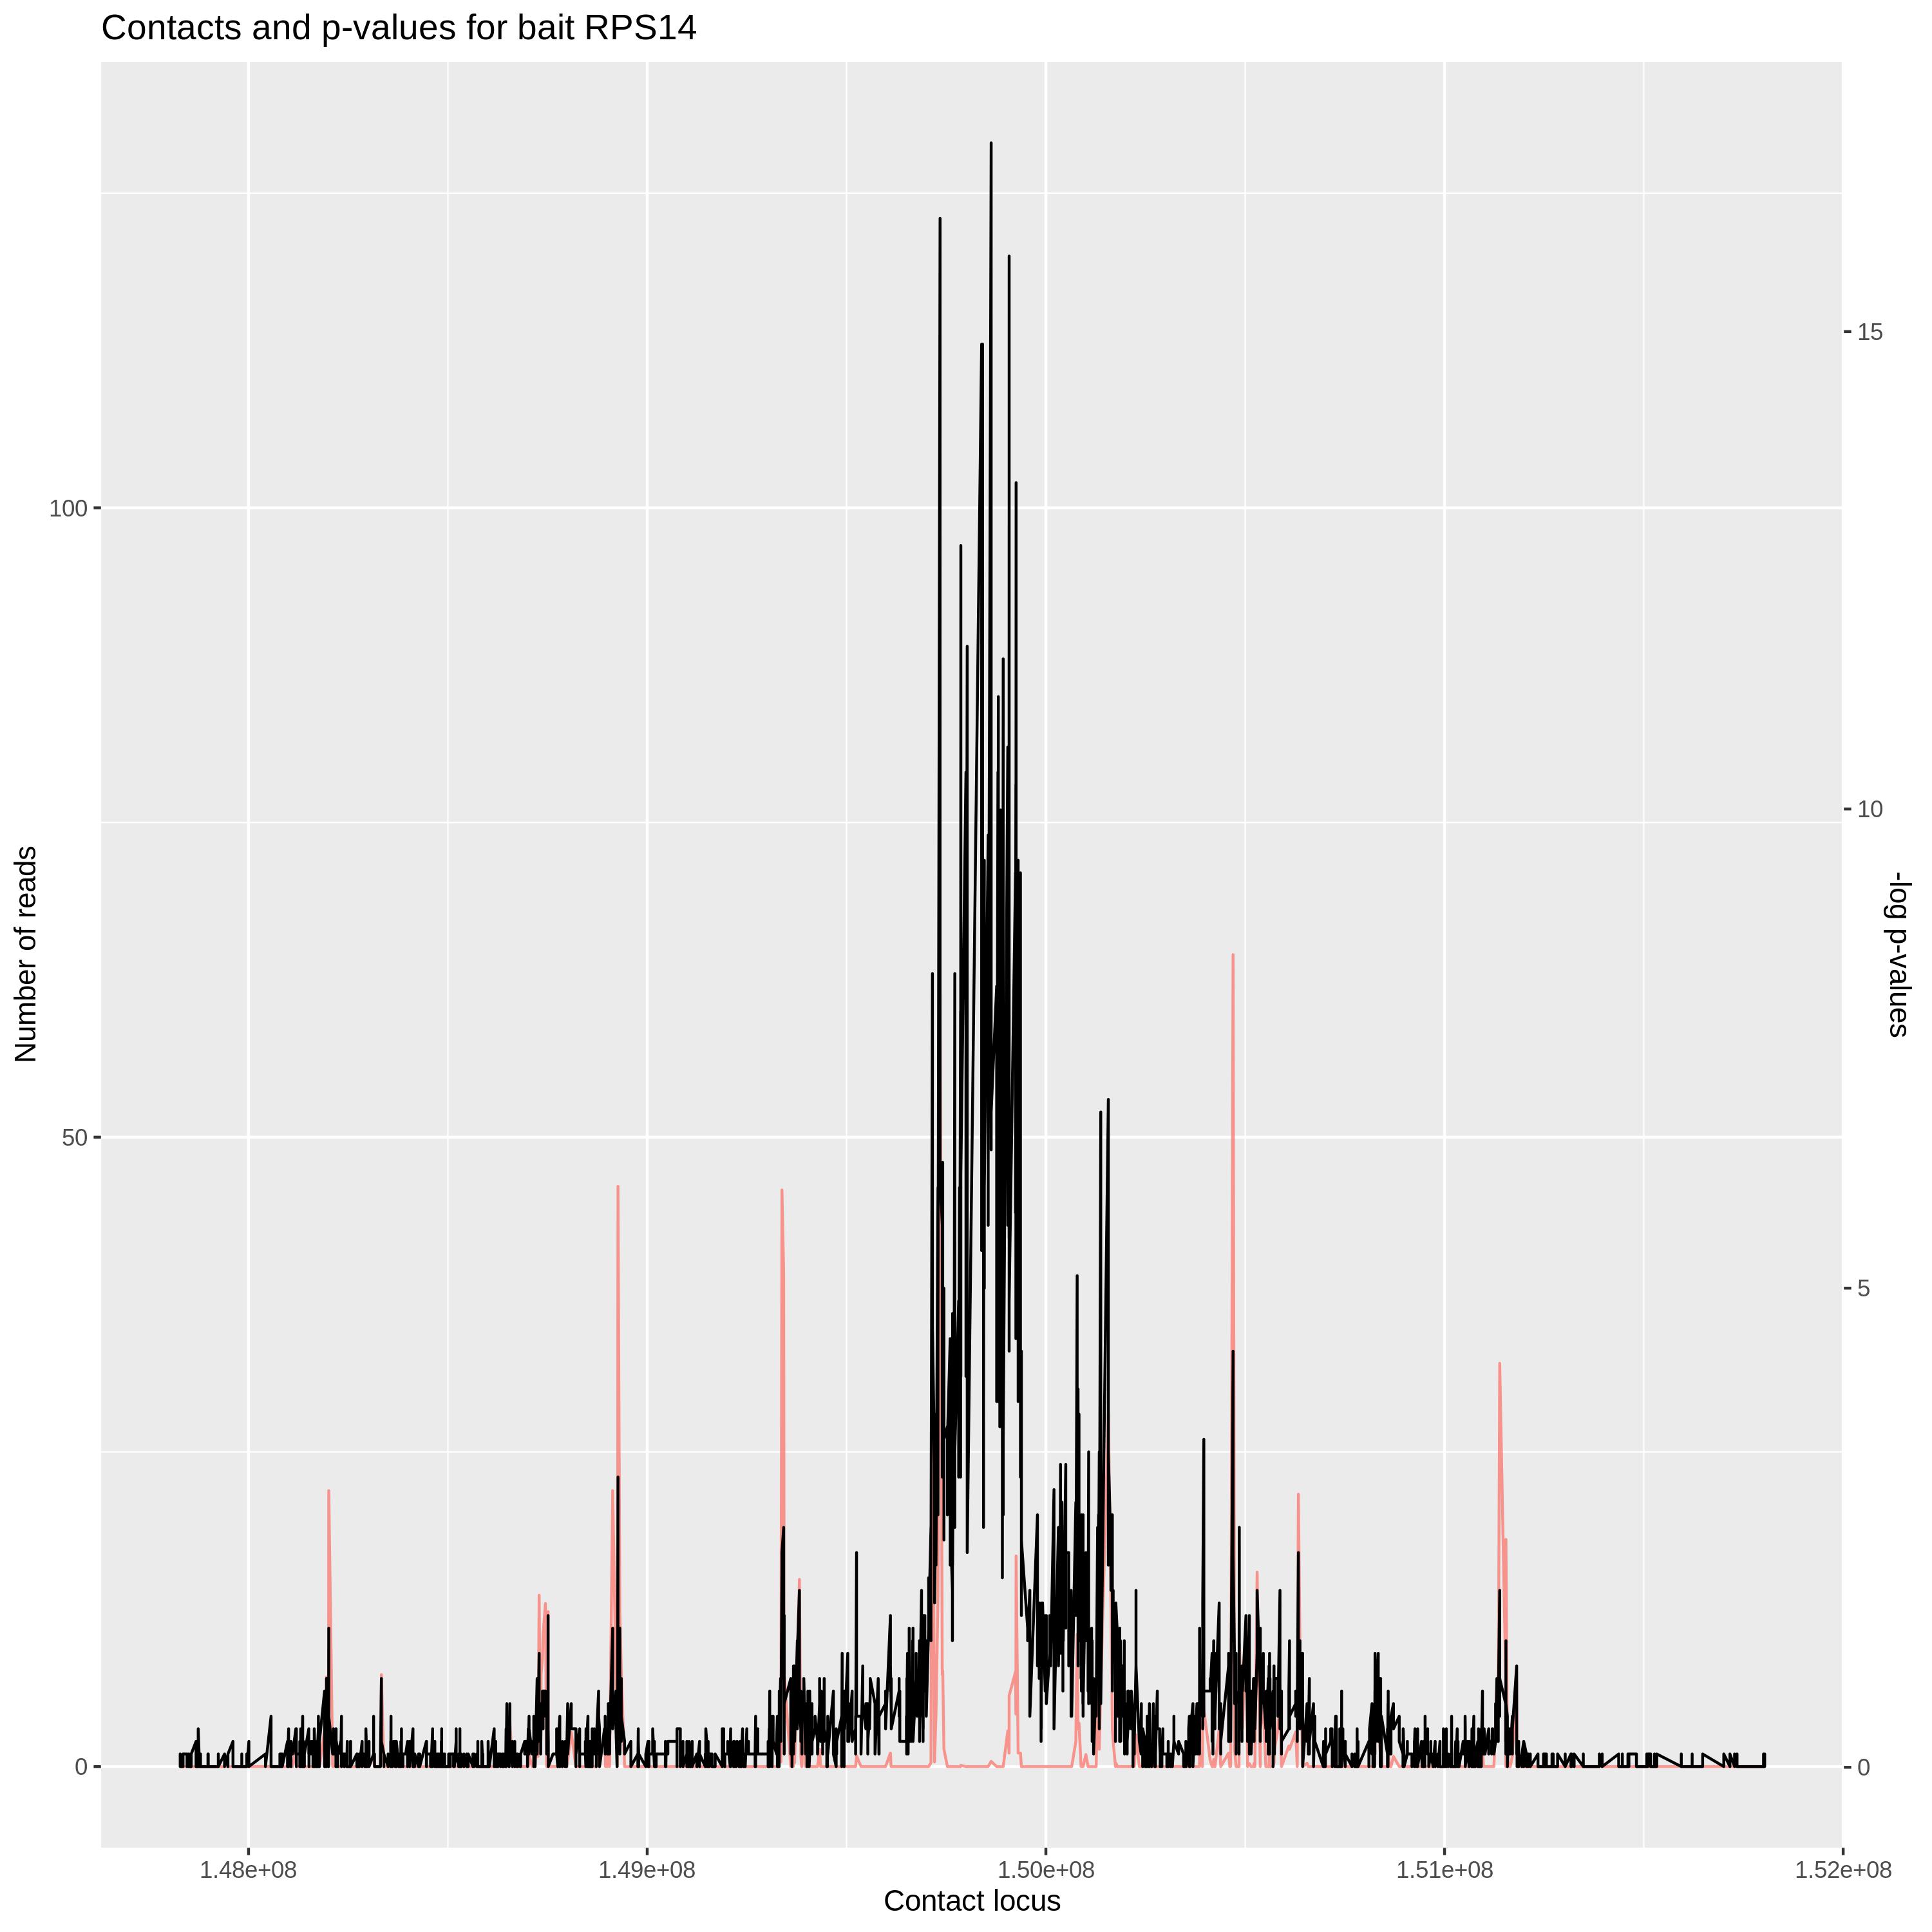 Contacts and p-values for bait RPS14
Number of reads
100
50
0
15
10
5
0
-log p-values
1.48e+08
1.49e+08
1.50e+08
1.51e+08
1.52e+08
Contact locus